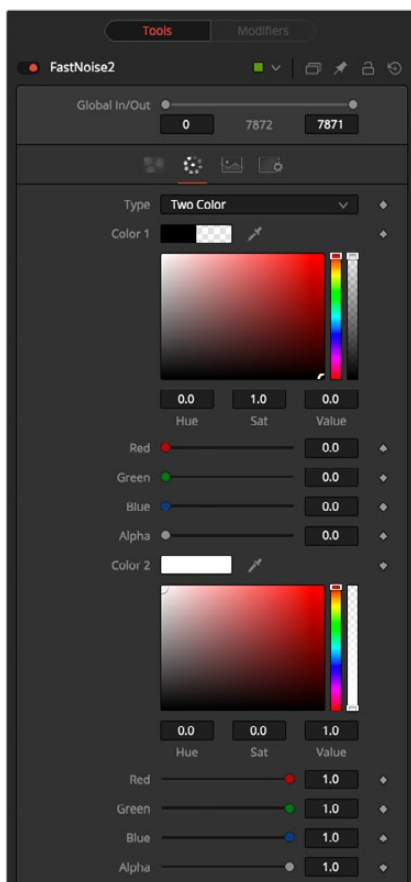 Tools Modifiers
FastNoise2
Global In/Out
0 7872 7871
Type Two Color
Color 1
0.0 1.0 0.0
Hue Sat Value
Red 0.0
Green 0.0
Blue 0.0
Alpha 0.0
Color 2
0.0 0.0 1.0
Hue Sat Value
Red 1.0
Green 1.0
Blue 1.0
Alpha 1.0